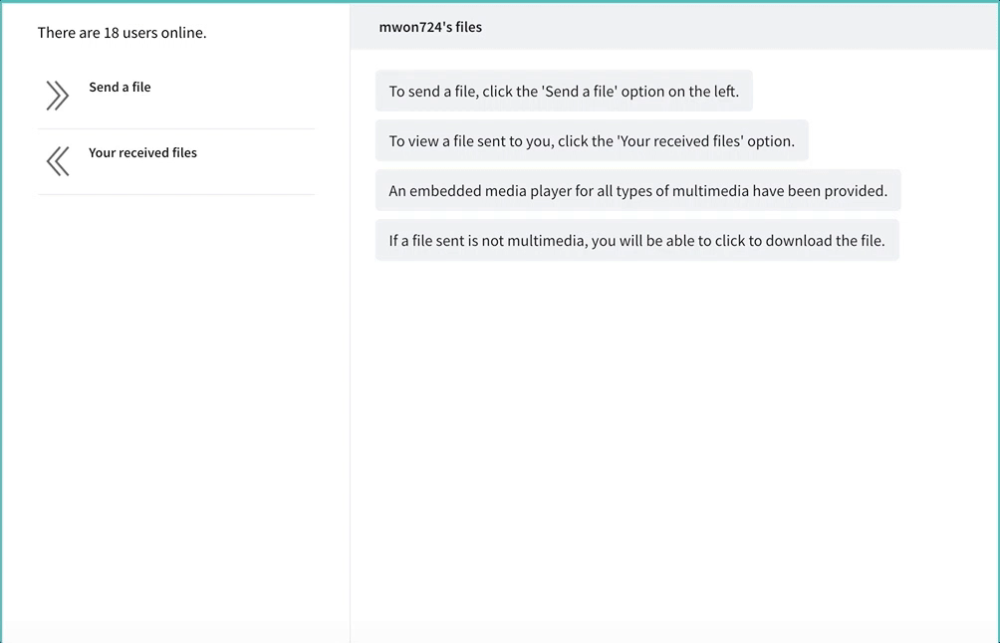 There are 18 users online.
Send a file
Your received files
mwon724's files
To send a file, click the 'Send a file' option on the left.
To view a file sent to you, click the 'Your received files' option.
An embedded media player for all types of multimedia have been provided.
If a file sent is not multimedia, you will be able to click to download the file.